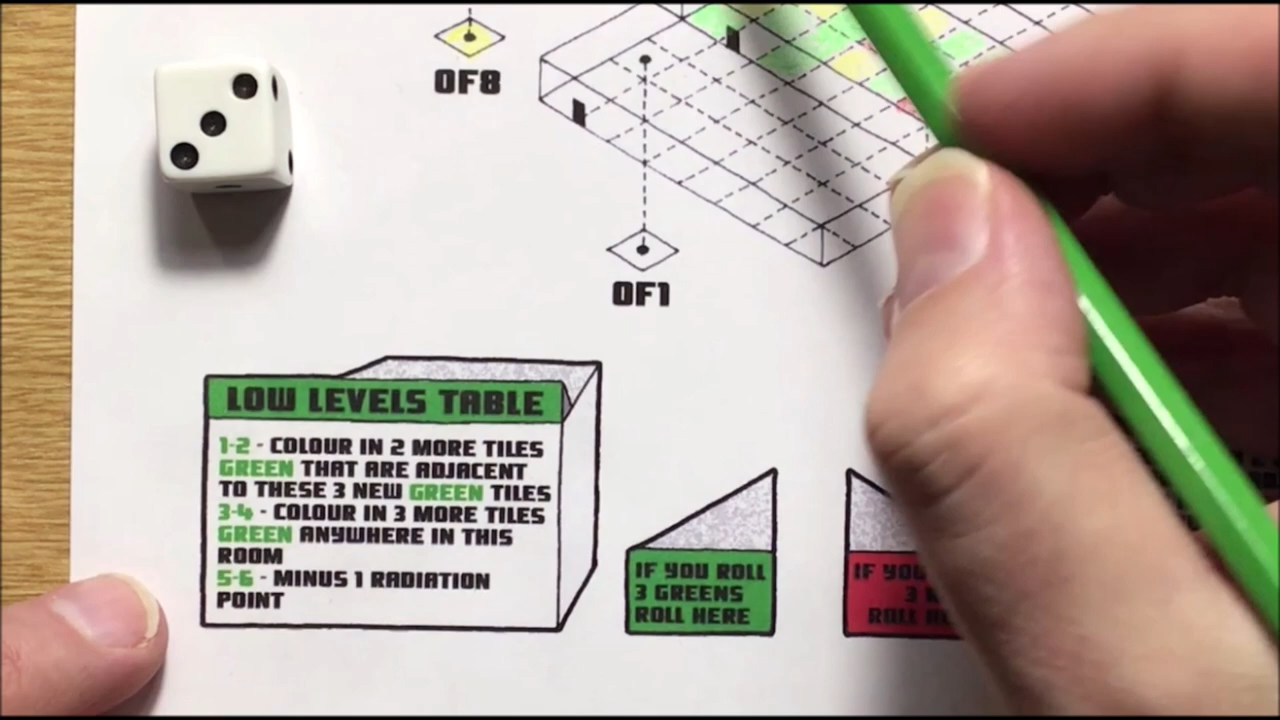 0F8
0F1
LOW LEVELS TABLE
1-2 - COLOUR IN 2 MORE TILES
GREEN THAT ARE ADJACENT
TO THESE 3 NEW GREEN TILES
3-4 - COLOUR IN 3 MORE TILES
GREEN ANYWHERE IN THIS
ROOM
5-6 - MINUS 1 RADIATION
POINT
IF YOU ROLL
3 GREENS
ROLL HERE
IF YOU
3
ROLL